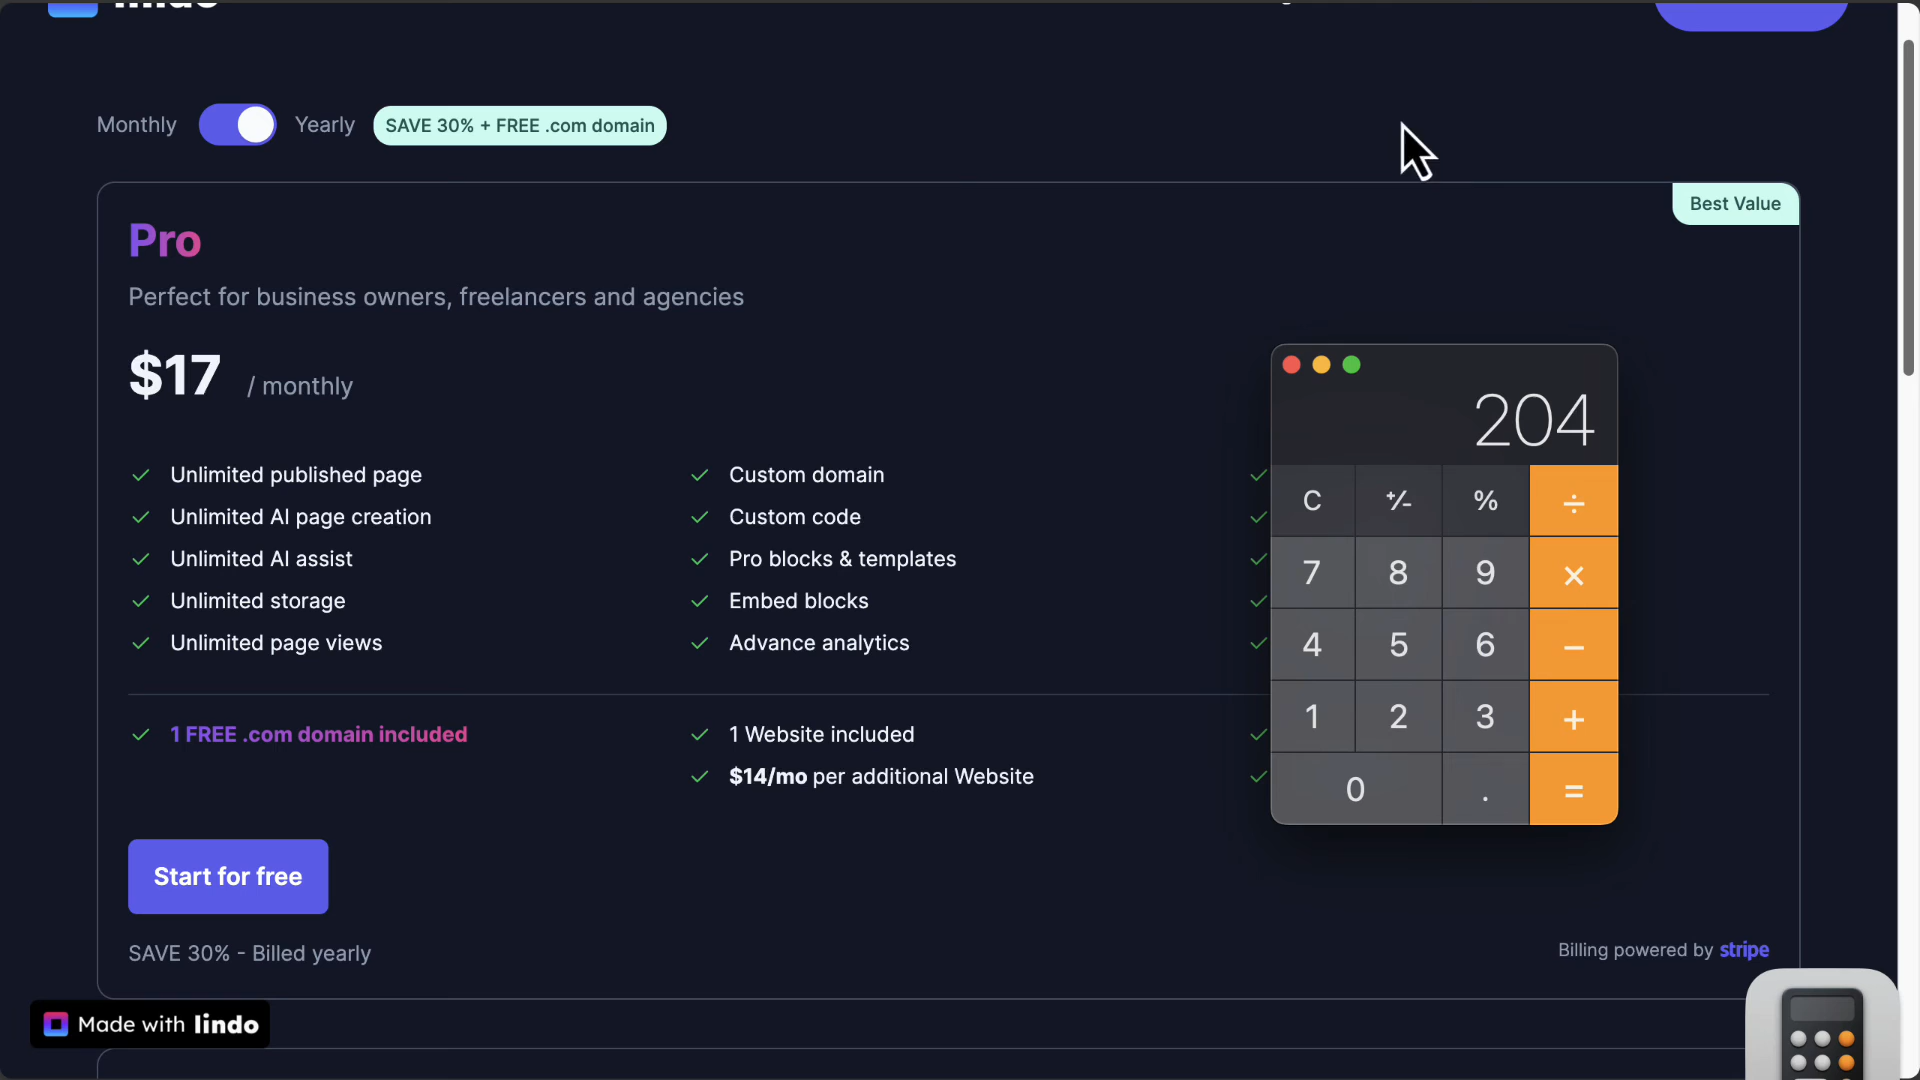 Monthly
Yearly
SAVE 30% + FREE .com domain
Best Value
Pro
Perfect for business owners, freelancers and agencies
$17 / monthly
204
Unlimited published page
Custom domain
Unlimited AI page creation
Custom code
Unlimited AI assist
Pro blocks & templates
Unlimited storage
Embed blocks
Unlimited page views
Advance analytics
C +/- % ÷
7 8 9 ×
4 5 6 −
1 2 3 +
0 . =
1 FREE .com domain included
1 Website included
$14/mo per additional Website
Start for free
SAVE 30% - Billed yearly
Billing powered by stripe
Made with lindo